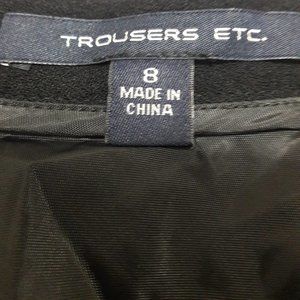 TROUSERS ETC.
8
MADE IN
CHINA